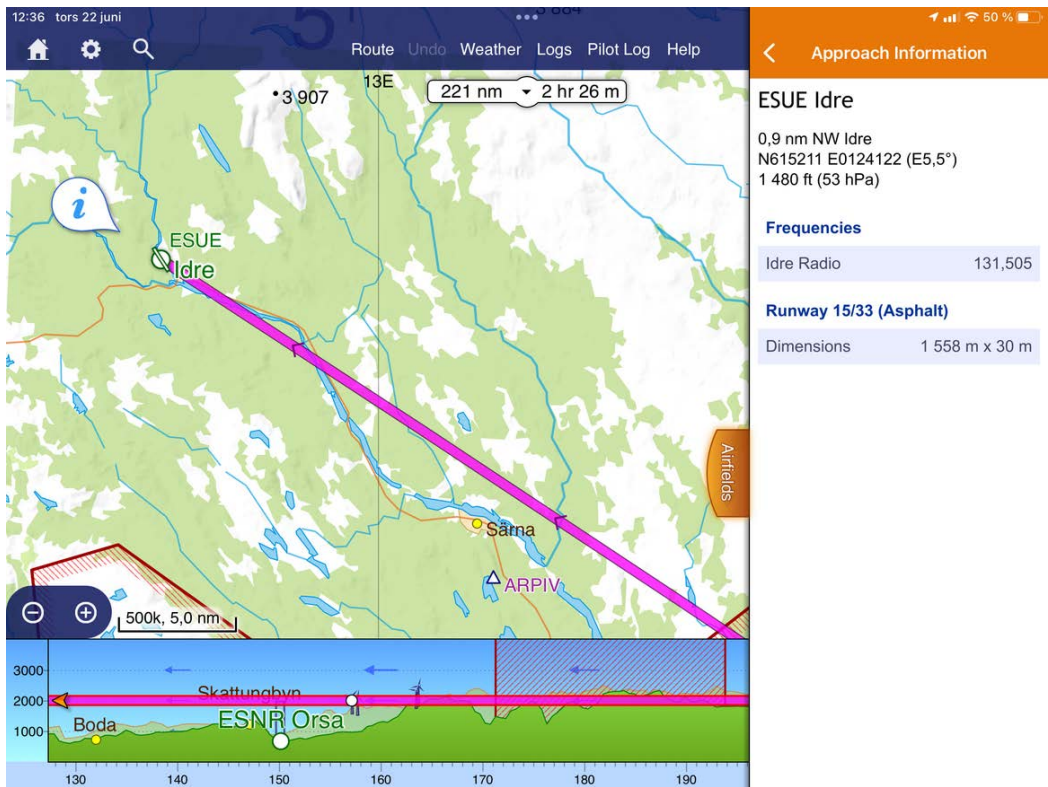 12:36 tors 22 juni
50 %
Route Undo Weather Logs Pilot Log Help
Approach Information
13E
3 907
221 nm 2 hr 26 m
i
ESUE
Idre
Särna
ARPIV
500k, 5,0 nm
Airfields
ESUE Idre
0,9 nm NW Idre
N615211 E0124122 (E5,5°)
1 480 ft (53 hPa)
Frequencies
Idre Radio 131,505
Runway 15/33 (Asphalt)
Dimensions 1 558 m x 30 m
3000
2000
1000
Skattungbyn
Boda
ESNR Orsa
130 140 150 160 170 180 190